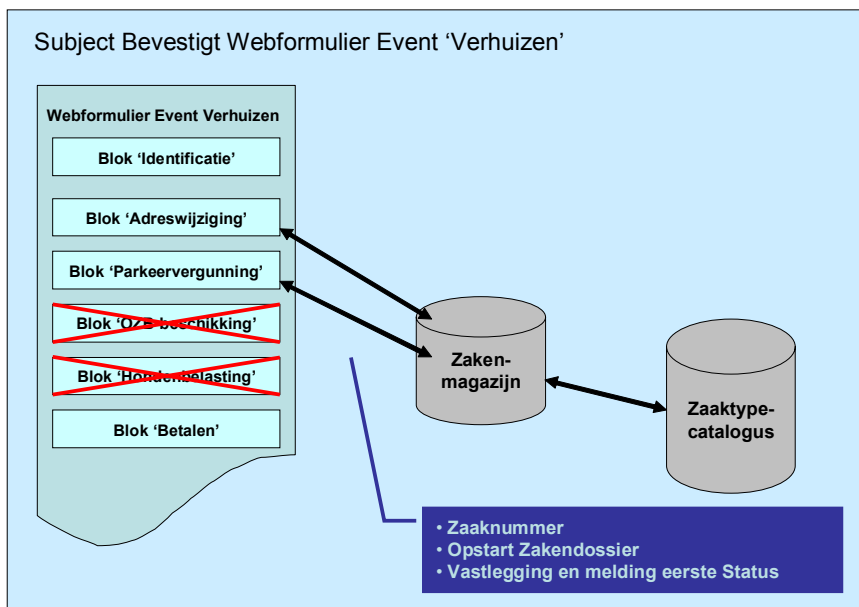 Subject Bevestigt Webformulier Event ‘Verhuizen’
Webformulier Event Verhuizen
Blok ‘Identificatie’
Blok ‘Adreswijziging’
Blok ‘Parkeervergunning’
Blok ‘OZB-beschikking’
Blok ‘Hondenbelasting’
Blok ‘Betalen’
Zaken-
magazijn
Zaaktype-
catalogus
• Zaaknummer
• Opstart Zakendossier
• Vastlegging en melding eerste Status